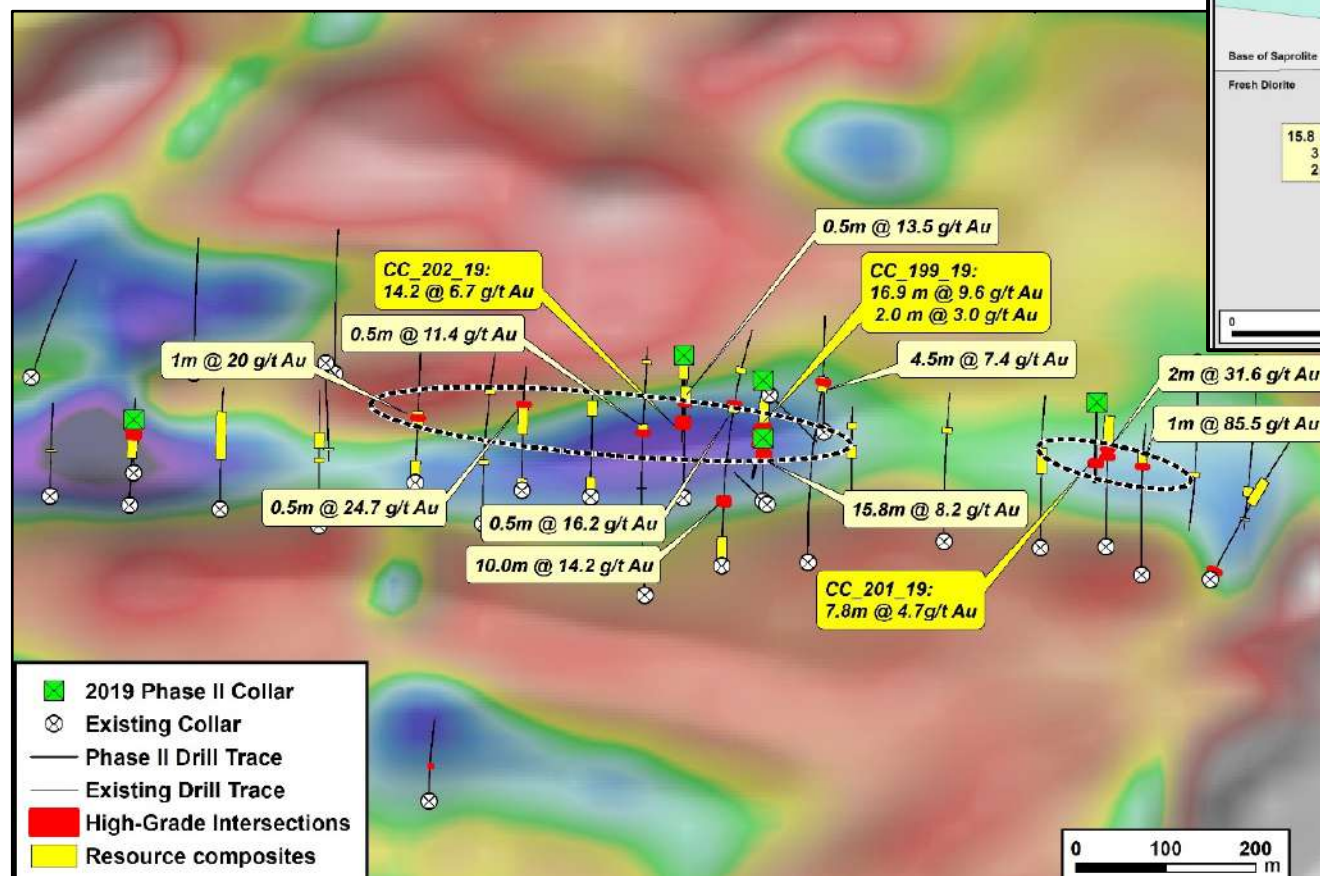 Base of Saprolite
Fresh Diorite
15.8
3
2
0
0.5m @ 13.5 g/t Au
CC_202_19:
14.2 @ 6.7 g/t Au
CC_199_19:
16.9 m @ 9.6 g/t Au
2.0 m @ 3.0 g/t Au
0.5m @ 11.4 g/t Au
1m @ 20 g/t Au
4.5m @ 7.4 g/t Au
2m @ 31.6 g/t Au
1m @ 85.5 g/t Au
0.5m @ 24.7 g/t Au
0.5m @ 16.2 g/t Au
15.8m @ 8.2 g/t Au
10.0m @ 14.2 g/t Au
CC_201_19:
7.8m @ 4.7g/t Au
2019 Phase II Collar
Existing Collar
Phase II Drill Trace
Existing Drill Trace
High-Grade Intersections
Resource composites
0 100 200
m